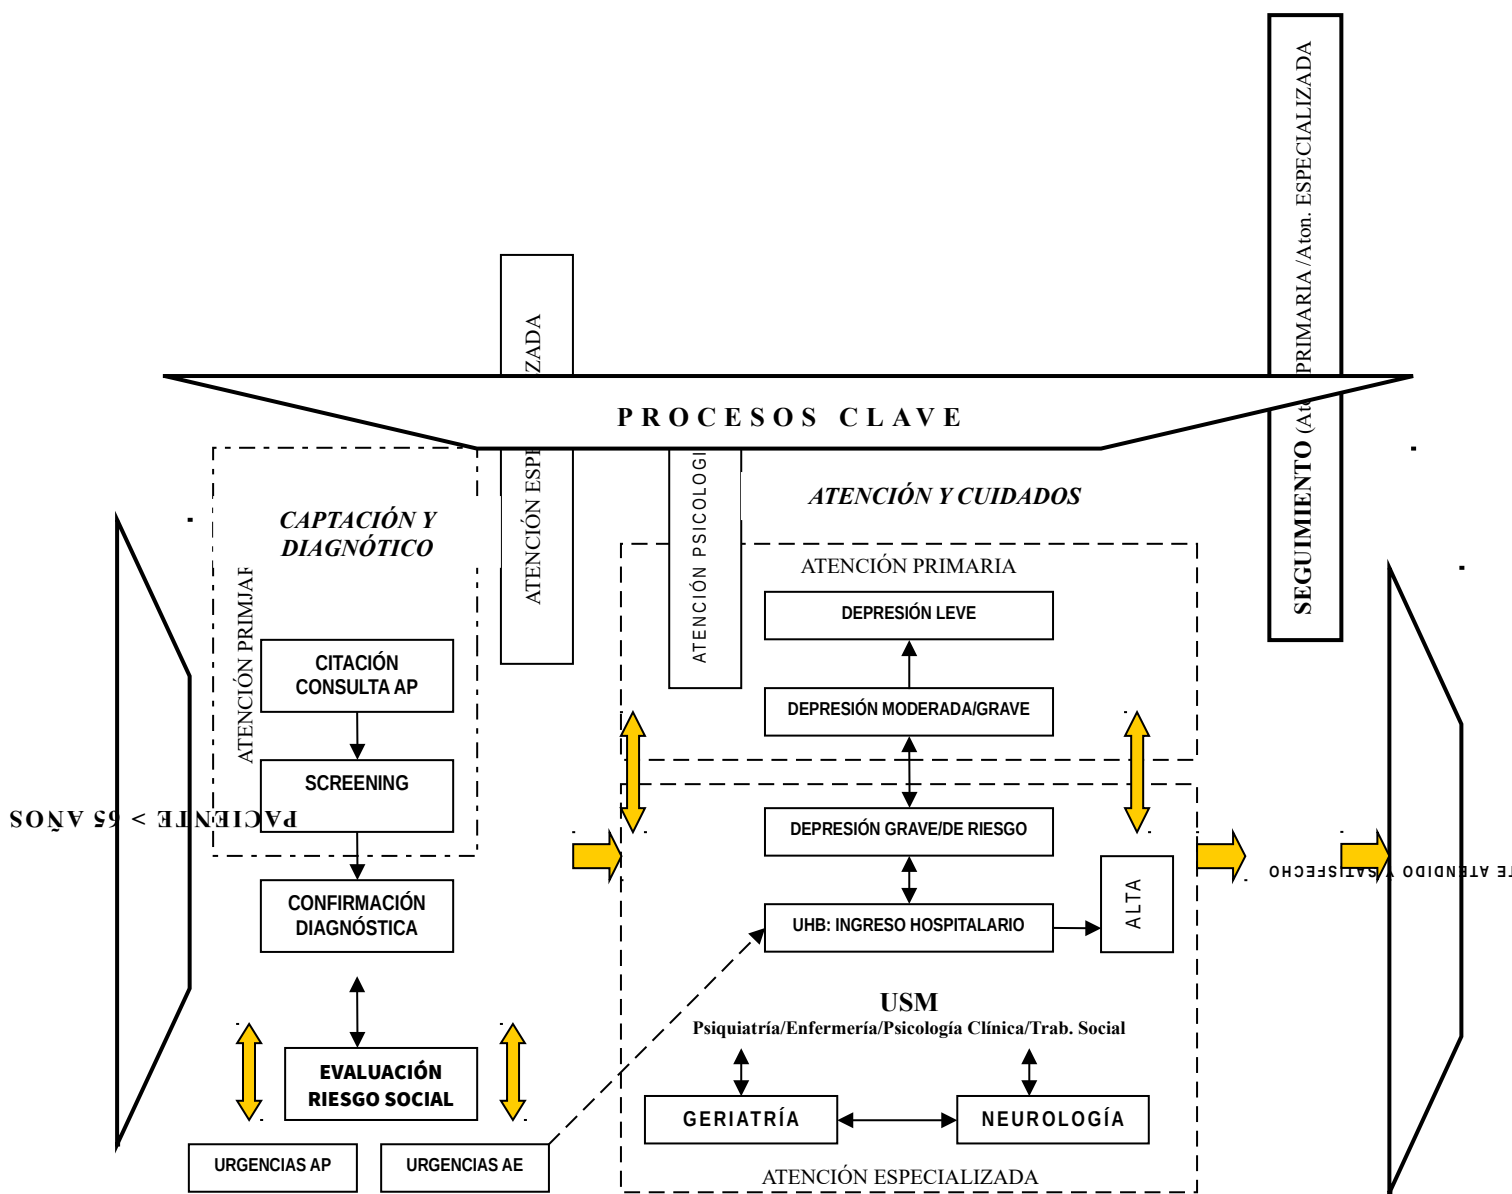 PROCESOS CLAVE
CAPTACIÓN Y
DIAGNÓTICO
ATENCIÓN
ZADA
ATENCIÓN PSICOLOGI
ATENCIÓN Y CUIDADOS
SEGUIMIENTO PRIMARIA /Aton. ESPECIALIZADA
PACIENTE > 65 AÑOS
CITACIÓN
CONSULTA AP
SCREENING
CONFIRMACIÓN
DIAGNÓSTICA
EVALUACIÓN
RIESGO SOCIAL
URGENCIAS AP
URGENCIAS AE
ATENCIÓN PRIMARIA
DEPRESIÓN LEVE
DEPRESIÓN MODERADA/GRAVE
DEPRESIÓN GRAVE/DE RIESGO
UHB: INGRESO HOSPITALARIO
ALTA
USM
Psiquiatría/Enfermería/Psicología Clínica/Trab. Social
GERIATRÍA
NEUROLOGÍA
ATENCIÓN ESPECIALIZADA
ATENDIDO Y SATISFECHO